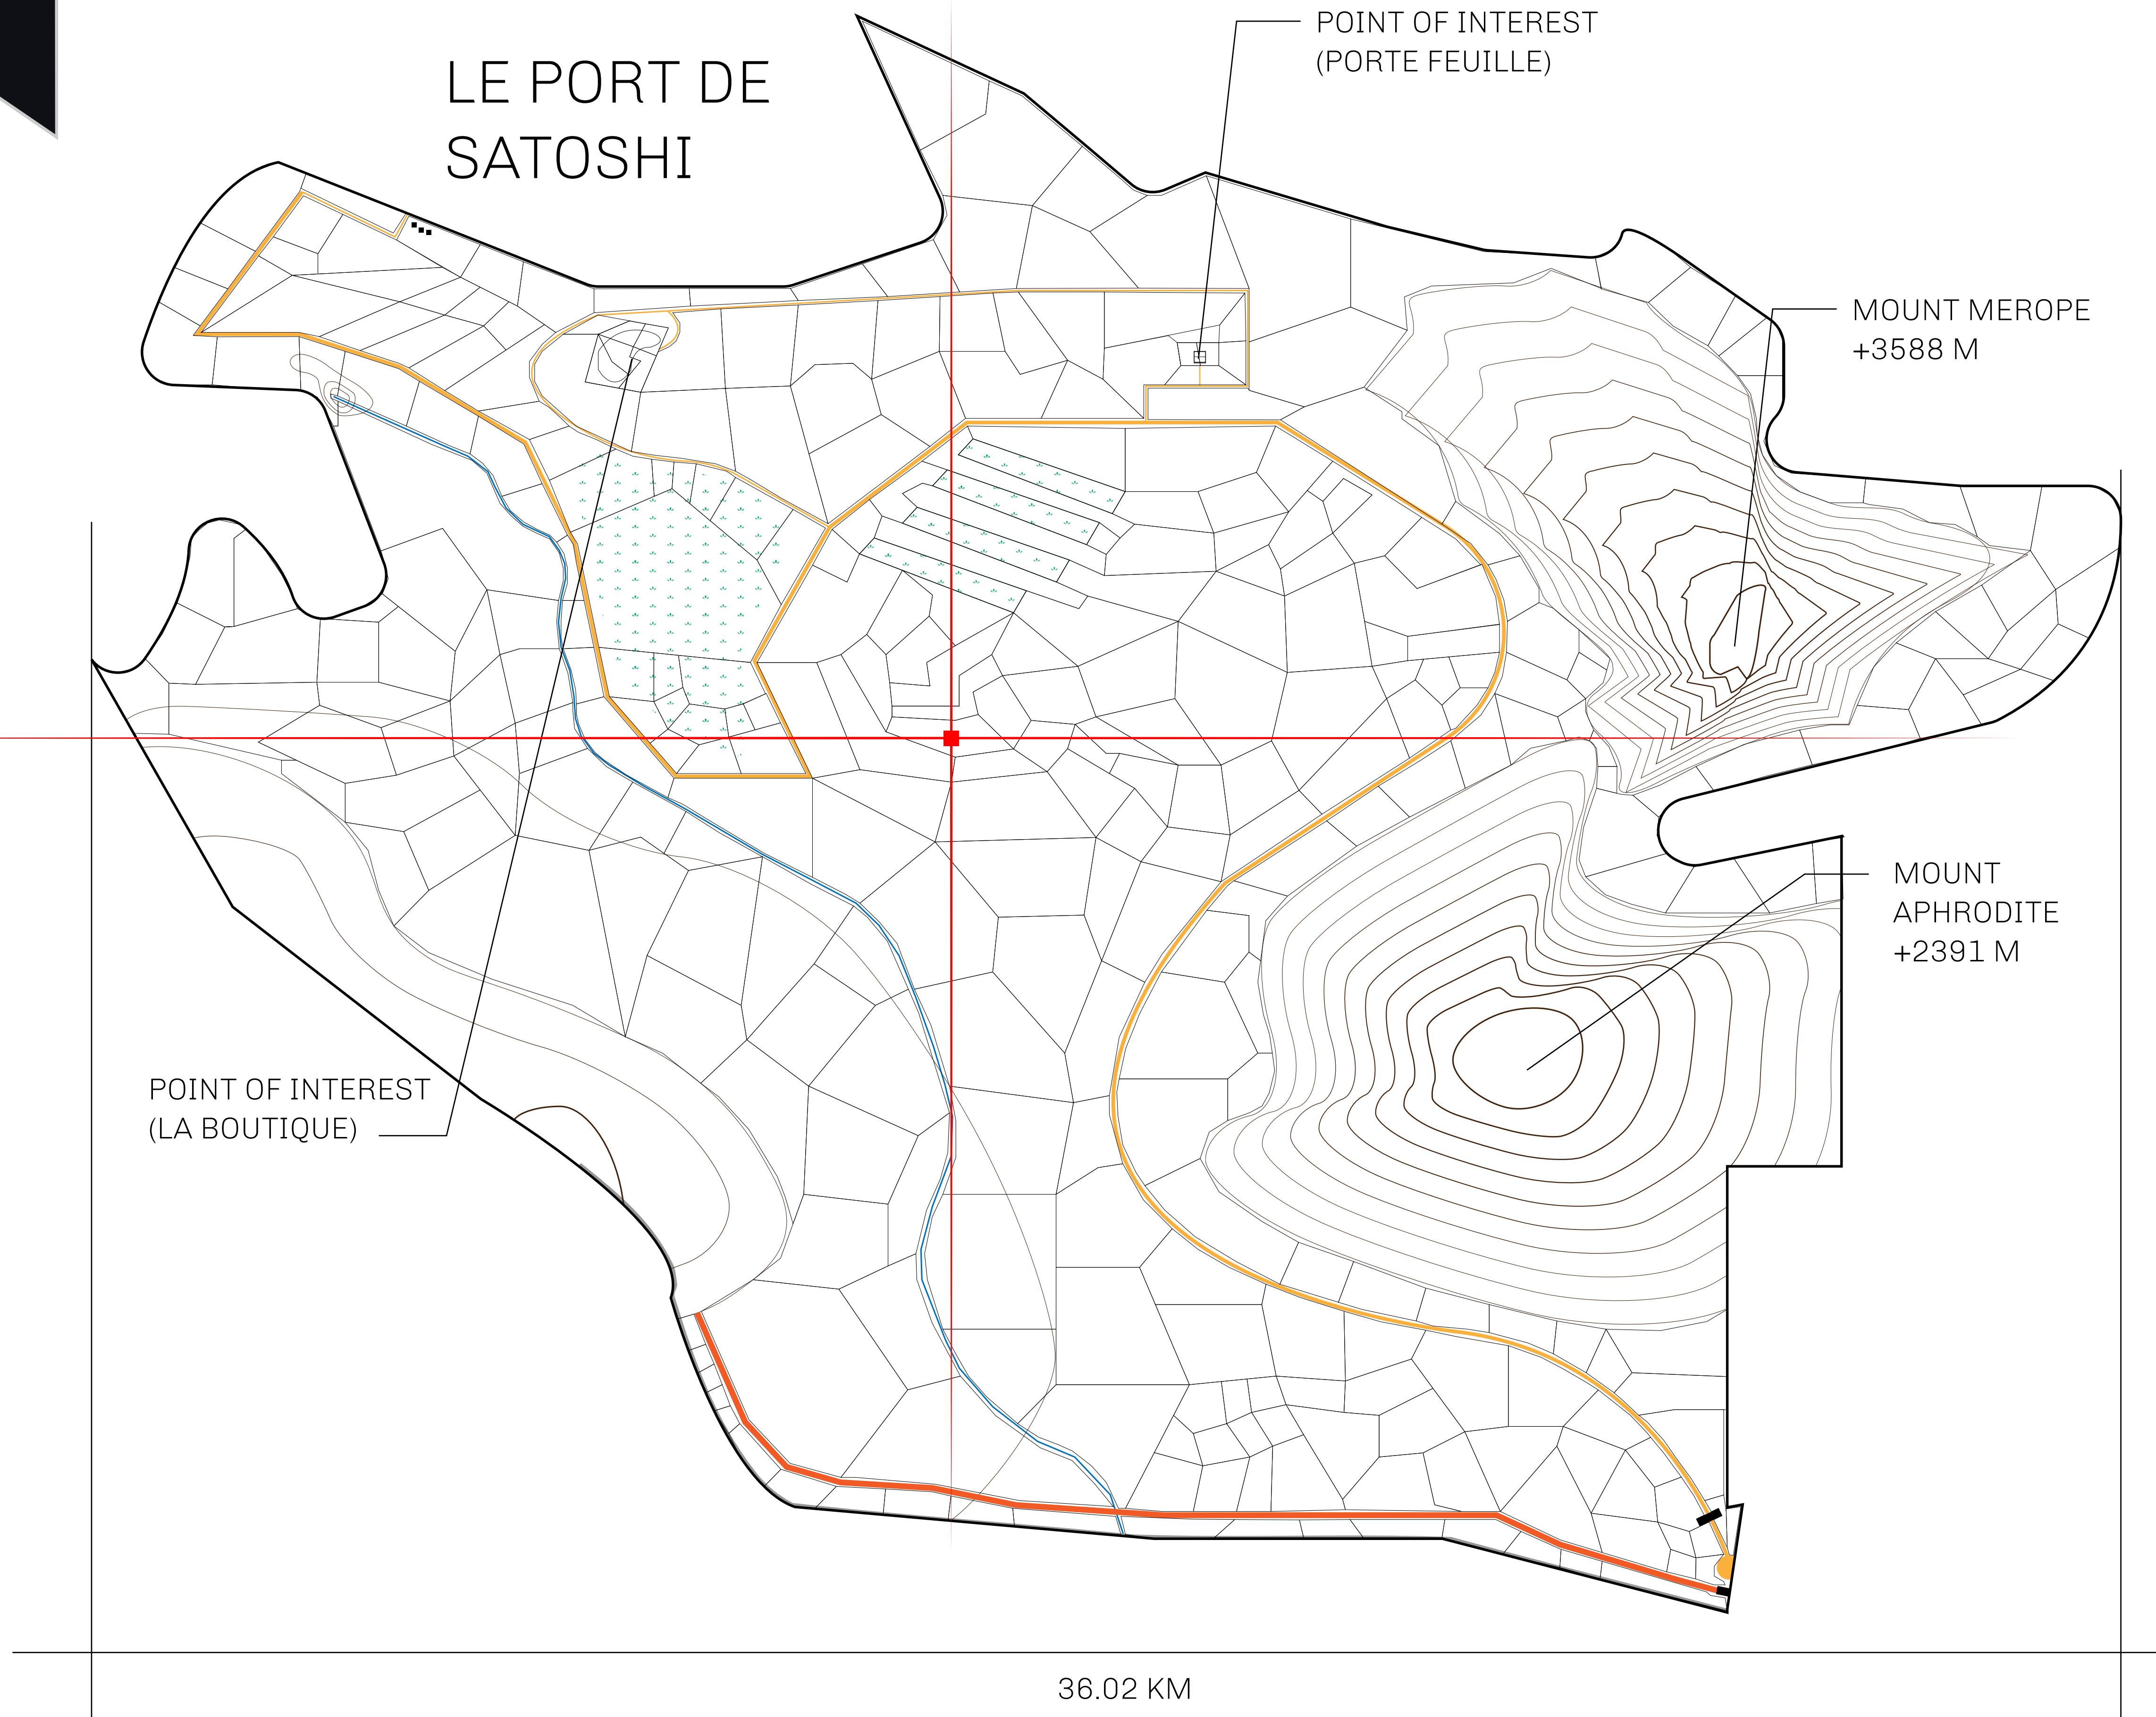 LE PORT DE
SATOSHI
POINT OF INTEREST
(PORTE FEUILLE)
MOUNT MEROPE
+3588 M
MOUNT
APHRODITE
+2391 M
POINT OF INTEREST
(LA BOUTIQUE)
36.02 KM